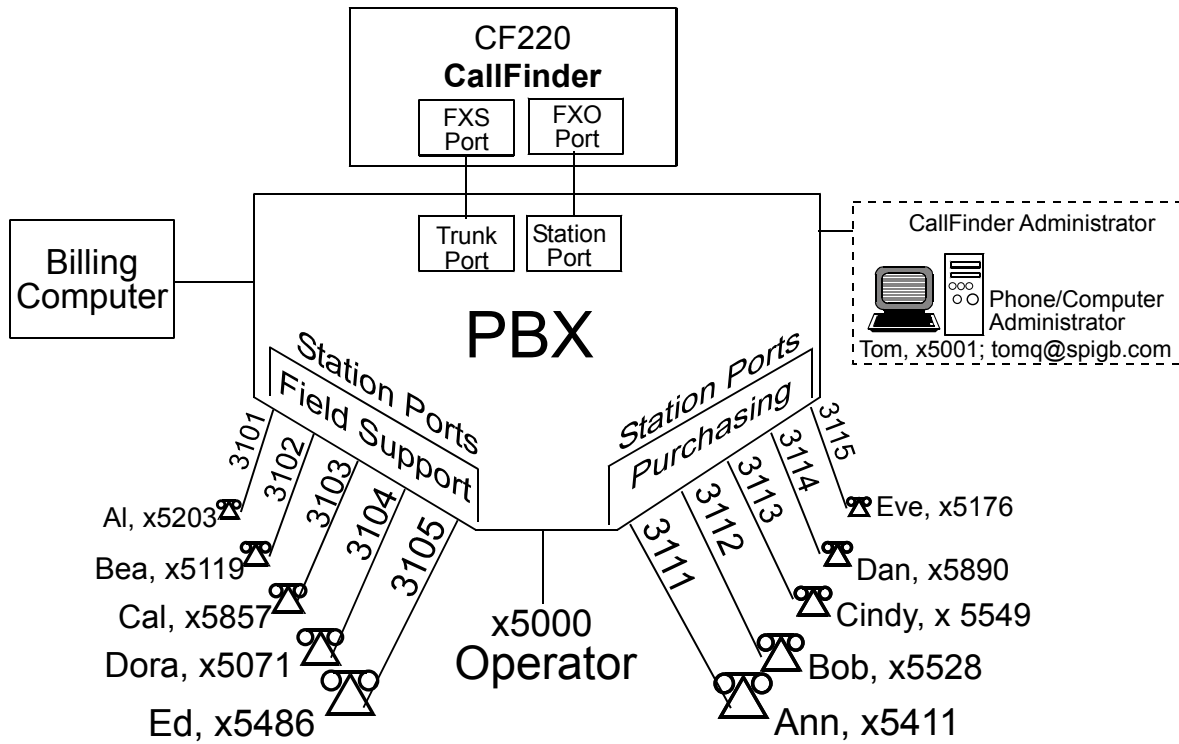 CF220
CallFinder
FXS
Port
FXO
Port
Trunk
Port
Station
Port
Billing
Computer
PBX
CallFinder Administrator
Phone/Computer
Administrator
Tom, x5001; tomq@spigb.com
Station Ports
Field Support
Station Ports
Purchasing
3101
3102
3103
3104
3105
3111
3112
3113
3114
3115
Al, x5203
Bea, x5119
Cal, x5857
Dora, x5071
Ed, x5486
x5000
Operator
Eve, x5176
Dan, x5890
Cindy, x 5549
Bob, x5528
Ann, x5411